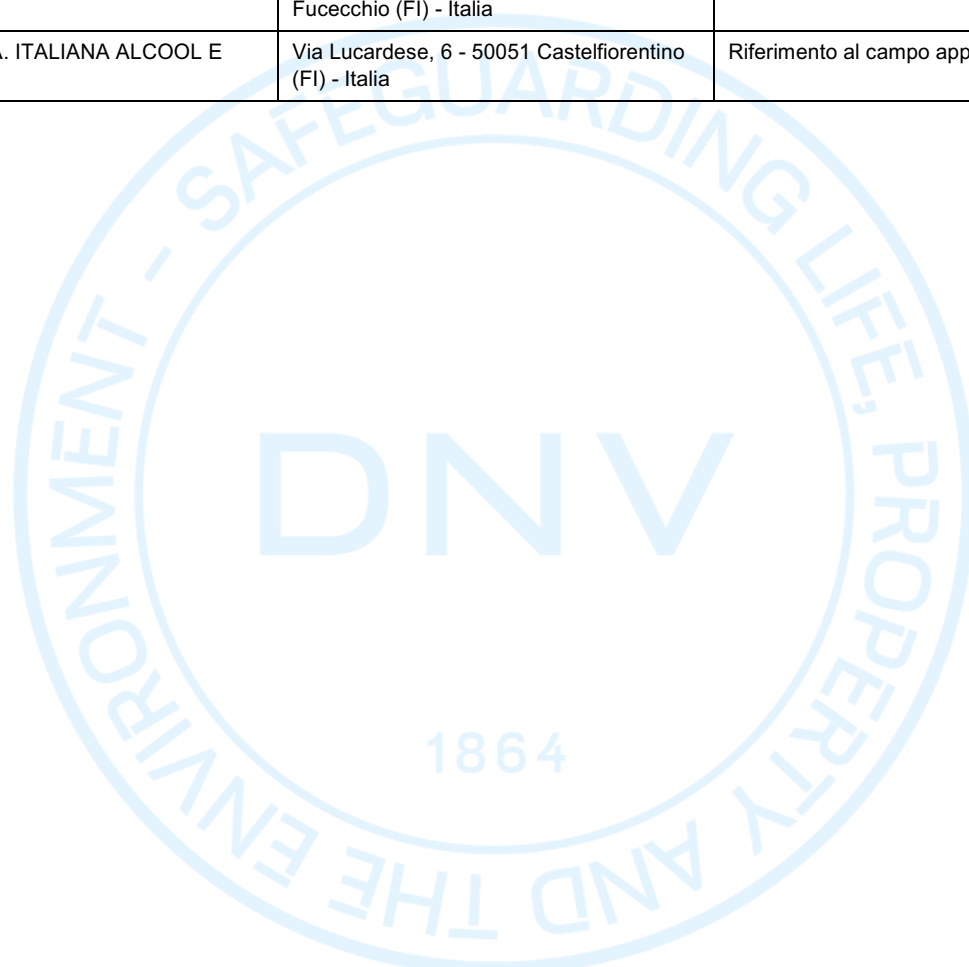 Fucecchio (FI) - Italia
. ITALIANA ALCOOL E
Via Lucardese, 6 - 50051 Castelfiorentino
(FI) - Italia
Riferimento al campo app
SAFEGUARDING LIFE, PROPERTY AND THE ENVIRONMENT -
DNV
1864